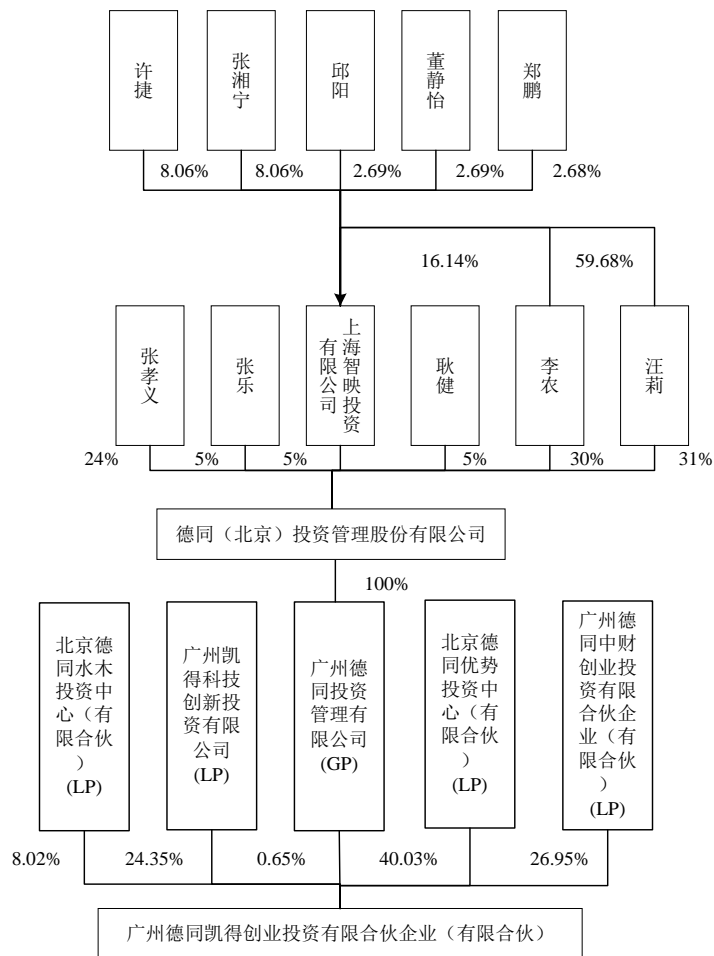 许捷
张湘宁
邱阳
董静怡
郑鹏
8.06%
8.06%
2.69%
2.69%
2.68%
16.14%
59.68%
张孝义
张乐
上海智映投资
有限公司
耿健
李农
汪莉
24%
5%
5%
5%
30%
31%
德同（北京）投资管理股份有限公司
100%
北京德
同水木
投资中
心（有
限合伙
）
(LP)
广州凯
得科技
创新投
资有限
公司
(LP)
广州德
同投资
管理有
限公司
(GP)
北京德
同优势
投资中
心（有
限合伙
）
(LP)
广州德
同中财
创业投
资有限
合伙企
业（有
限合伙
）
(LP)
8.02%
24.35%
0.65%
40.03%
26.95%
广州德同凯得创业投资有限合伙企业（有限合伙）